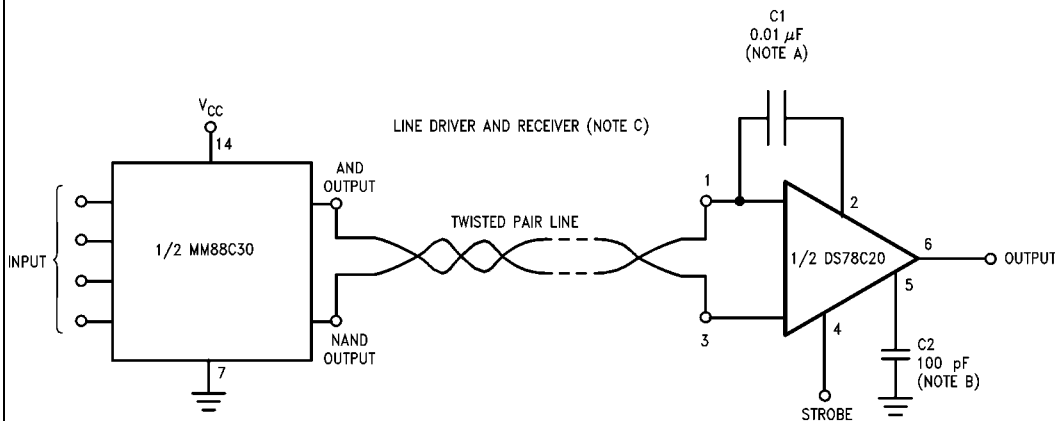 C1
0.01 μF
(NOTE A)
VCC
14
LINE DRIVER AND RECEIVER (NOTE C)
AND
OUTPUT
1
2
TWISTED PAIR LINE
INPUT
1/2 MM88C30
1/2 DS78C20
6
OUTPUT
5
3
4
NAND
OUTPUT
7
C2
100 pF
(NOTE B)
STROBE